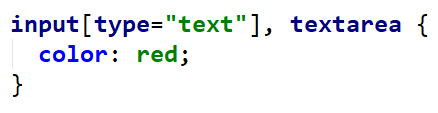 input[type="text"], textarea {
  color: red;
}